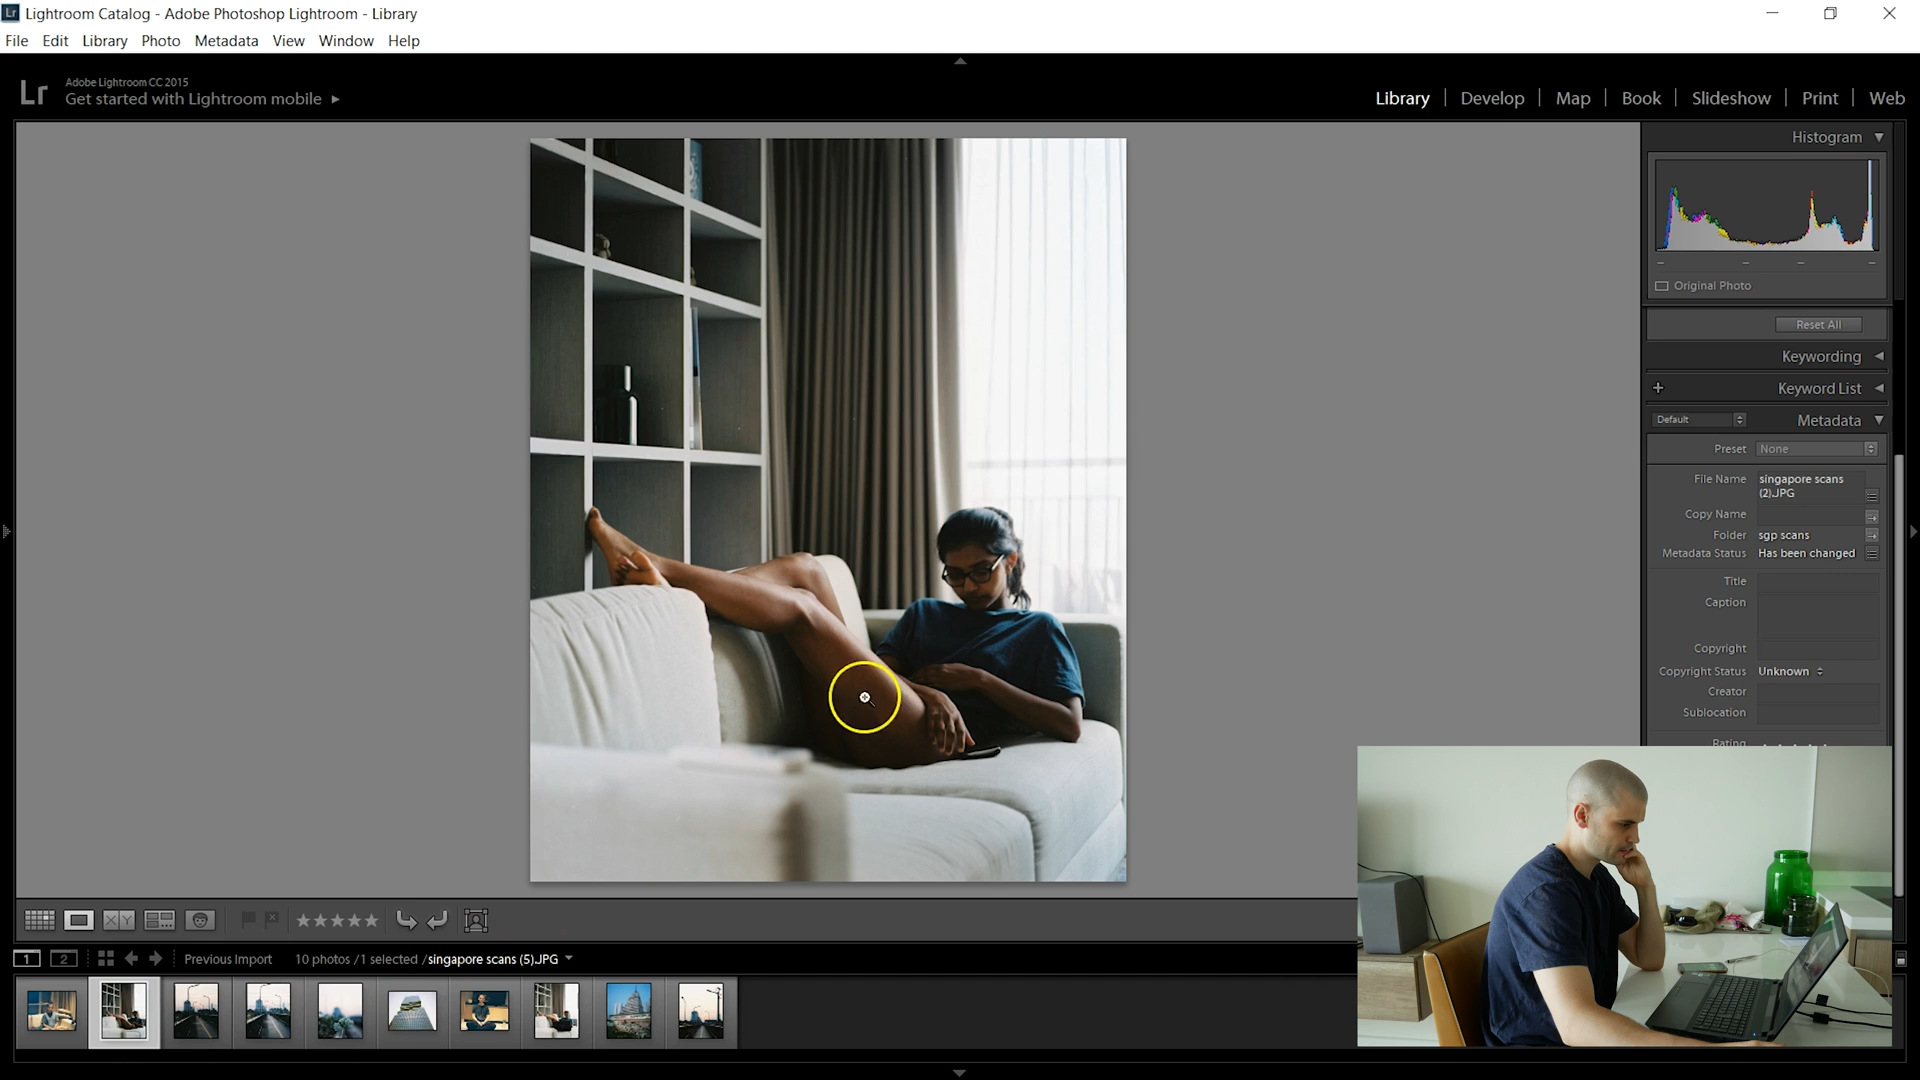 Lr Lightroom Catalog - Adobe Photoshop Lightroom - Library
File Edit Library Photo Metadata View Window Help
Lr
Adobe Lightroom CC 2015
Get started with Lightroom mobile
Library Develop Map Book Slideshow Print Web
Histogram
Original Photo
Reset All
Keywording
+ Keyword List
Default Metadata
Preset None
File Name singapore scans
(2).JPG
Copy Name
Folder sgp scans
Metadata Status Has been changed
Title
Caption
Copyright
Copyright Status Unknown
Creator
Sublocation
Rating
X Y
1 2 Previous Import 10 photos / 1 selected / singapore scans (5).JPG